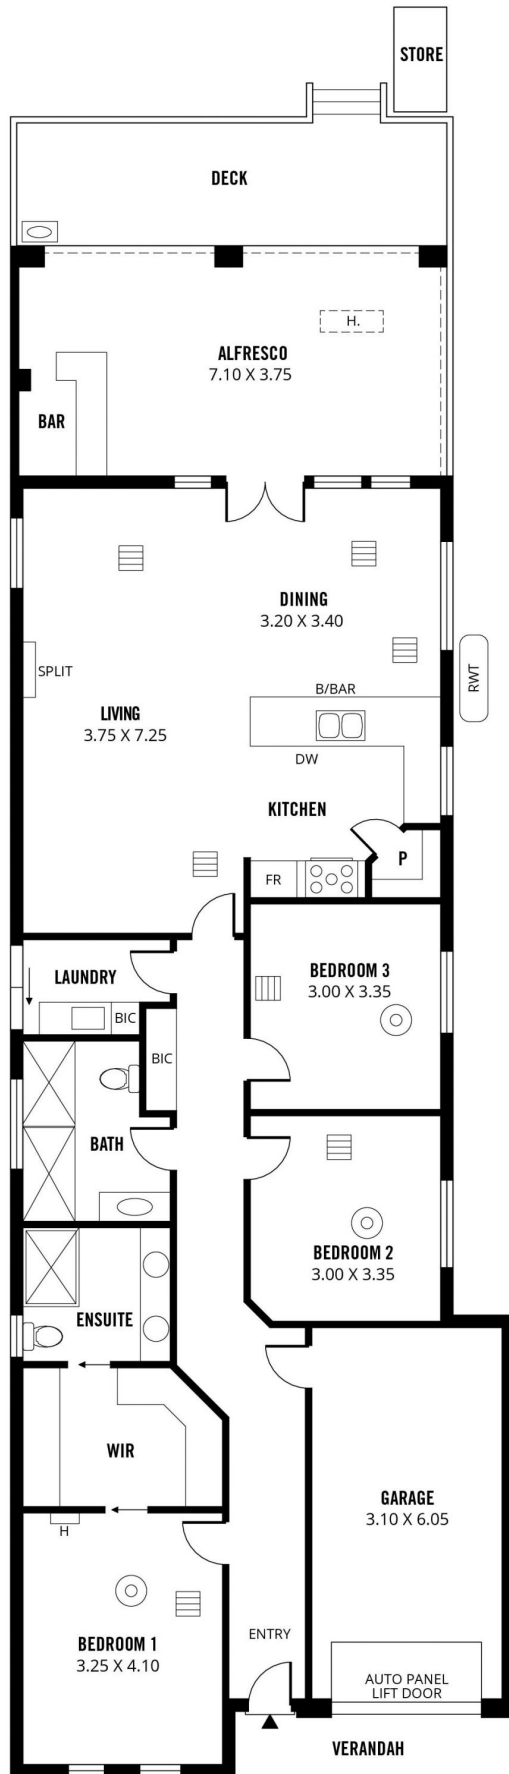 STORE
DECK
H.
ALFRESCO
7.10 X 3.75
BAR
DINING
3.20 X 3.40
SPLIT
RWT
B/BAR
LIVING
3.75 X 7.25
DW
KITCHEN
P
FR
LAUNDRY
BEDROOM 3
3.00 X 3.35
BIC
BIC
BATH
BEDROOM 2
3.00 X 3.35
ENSUITE
WIR
GARAGE
3.10 X 6.05
H
ENTRY
BEDROOM 1
3.25 X 4.10
AUTO PANEL
LIFT DOOR
VERANDAH